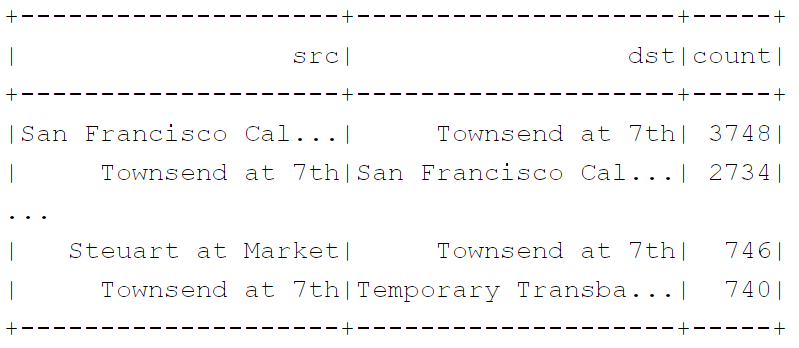 +--------------------+--------------------+-----+
|                 src|                 dst|count|
+--------------------+--------------------+-----+
|San Francisco Cal...|     Townsend at 7th| 3748|
|     Townsend at 7th|San Francisco Cal...| 2734|
...
|   Steuart at Market|     Townsend at 7th|  746|
|     Townsend at 7th|Temporary Transba...|  740|
+--------------------+--------------------+-----+